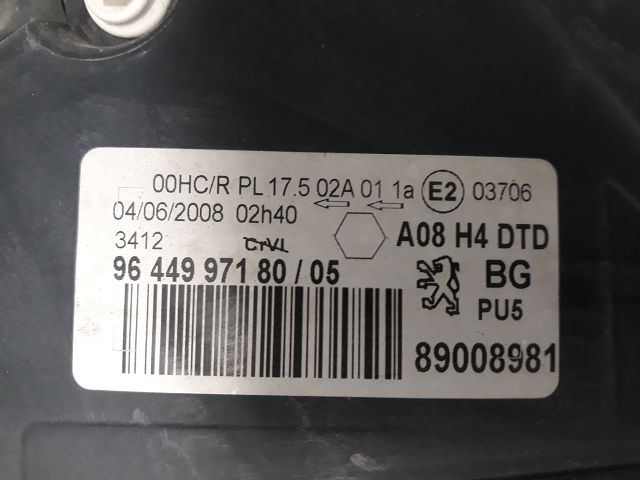 00HC/R PL 17.5 02A 01 1a E2 03706
04/06/2008 02h40
3412
A08 H4 DTD
96 449 971 80 / 05
BG
PU5
89008981